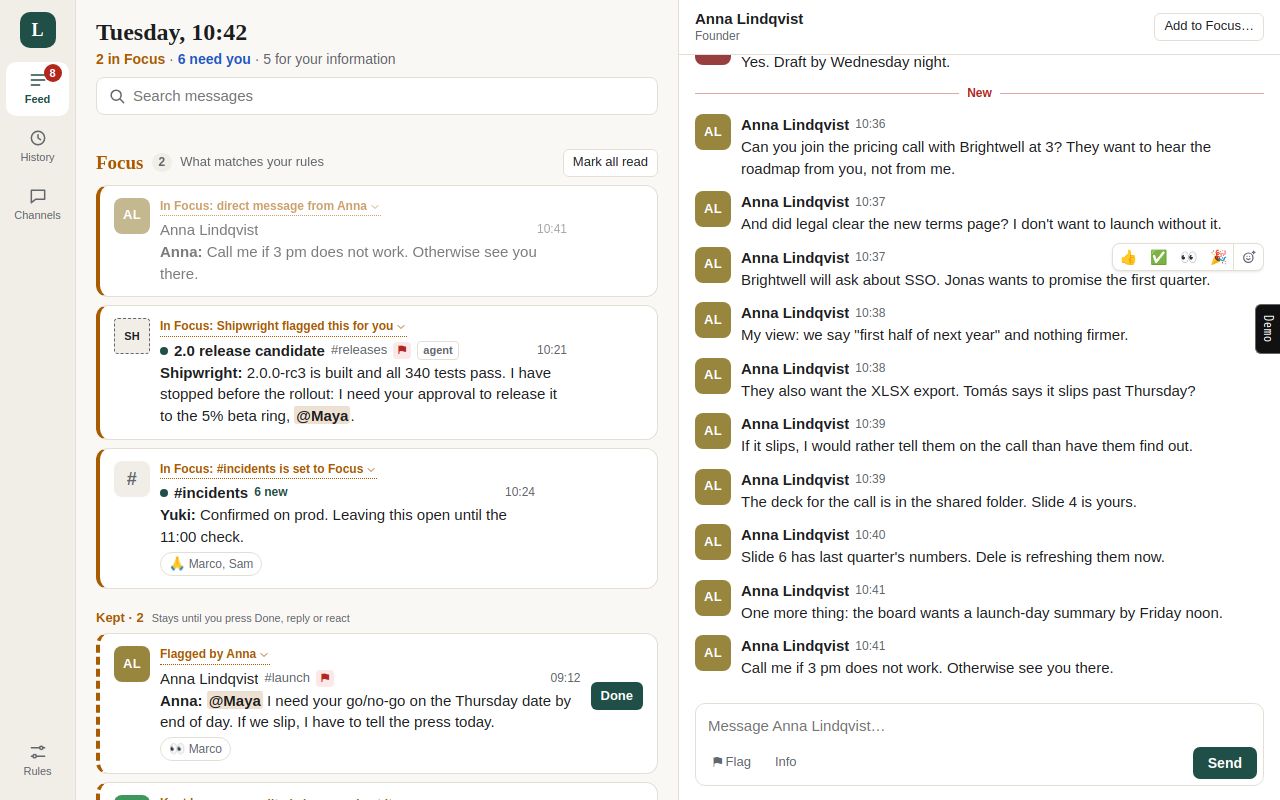 L
8
Feed
History
Channels
Rules
Tuesday, 10:42
2 in Focus · 6 need you · 5 for your information
Search messages
Focus 2 What matches your rules Mark all read
AL
In Focus: direct message from Anna
Anna Lindqvist 10:41
Anna: Call me if 3 pm does not work. Otherwise see you
there.
SH
In Focus: Shipwright flagged this for you
2.0 release candidate #releases agent 10:21
Shipwright: 2.0.0-rc3 is built and all 340 tests pass. I have
stopped before the rollout: I need your approval to release it
to the 5% beta ring, @Maya.
#
In Focus: #incidents is set to Focus
#incidents 6 new 10:24
Yuki: Confirmed on prod. Leaving this open until the
11:00 check.
🙏 Marco, Sam
Kept · 2 Stays until you press Done, reply or react
AL
Flagged by Anna
Anna Lindqvist #launch 09:12
Anna: @Maya I need your go/no-go on the Thursday date by
end of day. If we slip, I have to tell the press today.
Done
👀 Marco
Anna Lindqvist
Founder
Add to Focus…
Yes. Draft by Wednesday night.
New
AL
Anna Lindqvist 10:36
Can you join the pricing call with Brightwell at 3? They want to hear the
roadmap from you, not from me.
AL
Anna Lindqvist 10:37
And did legal clear the new terms page? I don't want to launch without it.
AL
Anna Lindqvist 10:37
Brightwell will ask about SSO. Jonas wants to promise the first quarter.
AL
Anna Lindqvist 10:38
My view: we say "first half of next year" and nothing firmer.
AL
Anna Lindqvist 10:38
They also want the XLSX export. Tomás says it slips past Thursday?
AL
Anna Lindqvist 10:39
If it slips, I would rather tell them on the call than have them find out.
AL
Anna Lindqvist 10:39
The deck for the call is in the shared folder. Slide 4 is yours.
AL
Anna Lindqvist 10:40
Slide 6 has last quarter's numbers. Dele is refreshing them now.
AL
Anna Lindqvist 10:41
One more thing: the board wants a launch-day summary by Friday noon.
AL
Anna Lindqvist 10:41
Call me if 3 pm does not work. Otherwise see you there.
Message Anna Lindqvist…
Flag Info Send
Demo